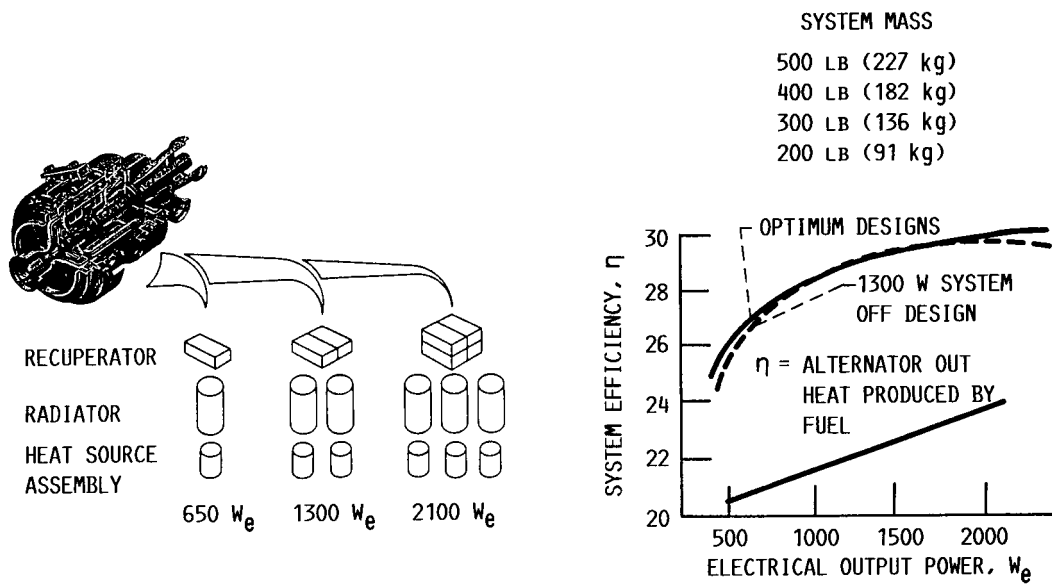 SYSTEM MASS
500 LB (227 kg)
400 LB (182 kg)
300 LB (136 kg)
200 LB (91 kg)
RECUPERATOR
RADIATOR
HEAT SOURCE
ASSEMBLY
650 We
1300 We
2100 We
SYSTEM EFFICIENCY, η
30
28
26
24
22
20
OPTIMUM DESIGNS
1300 W SYSTEM
OFF DESIGN
η = ALTERNATOR OUT
HEAT PRODUCED BY
FUEL
500
1000
1500
2000
ELECTRICAL OUTPUT POWER, We